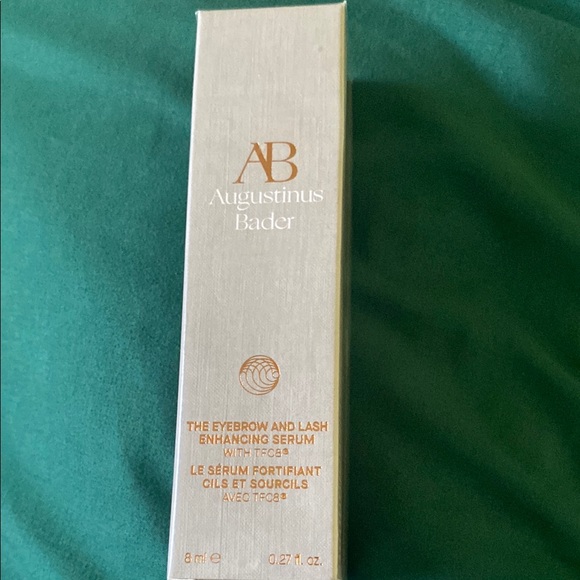 AB
Augustinus
Bader
THE EYEBROW AND LASH
ENHANCING SERUM
WITH TFC8®
LE SÉRUM FORTIFIANT
CILS ET SOURCILS
AVEC TFC8®
8 ml ℮ 0.27 fl. oz.